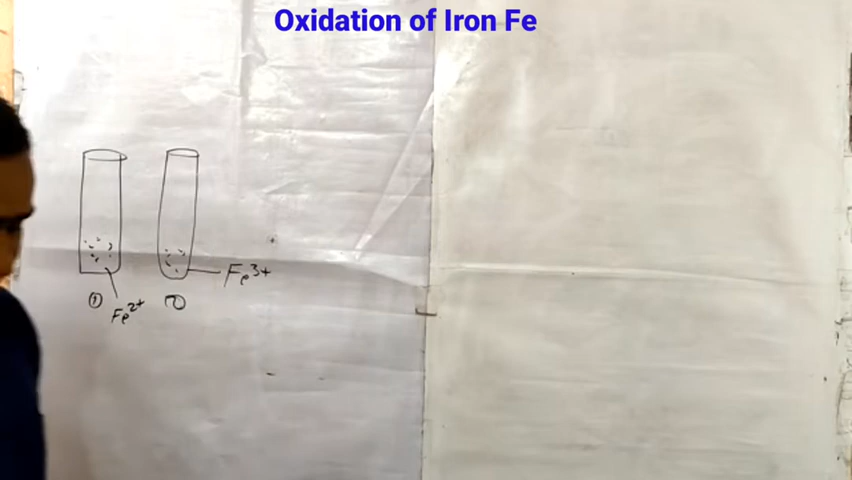 Oxidation of Iron Fe
Fe³⁺
① ②
Fe²⁺